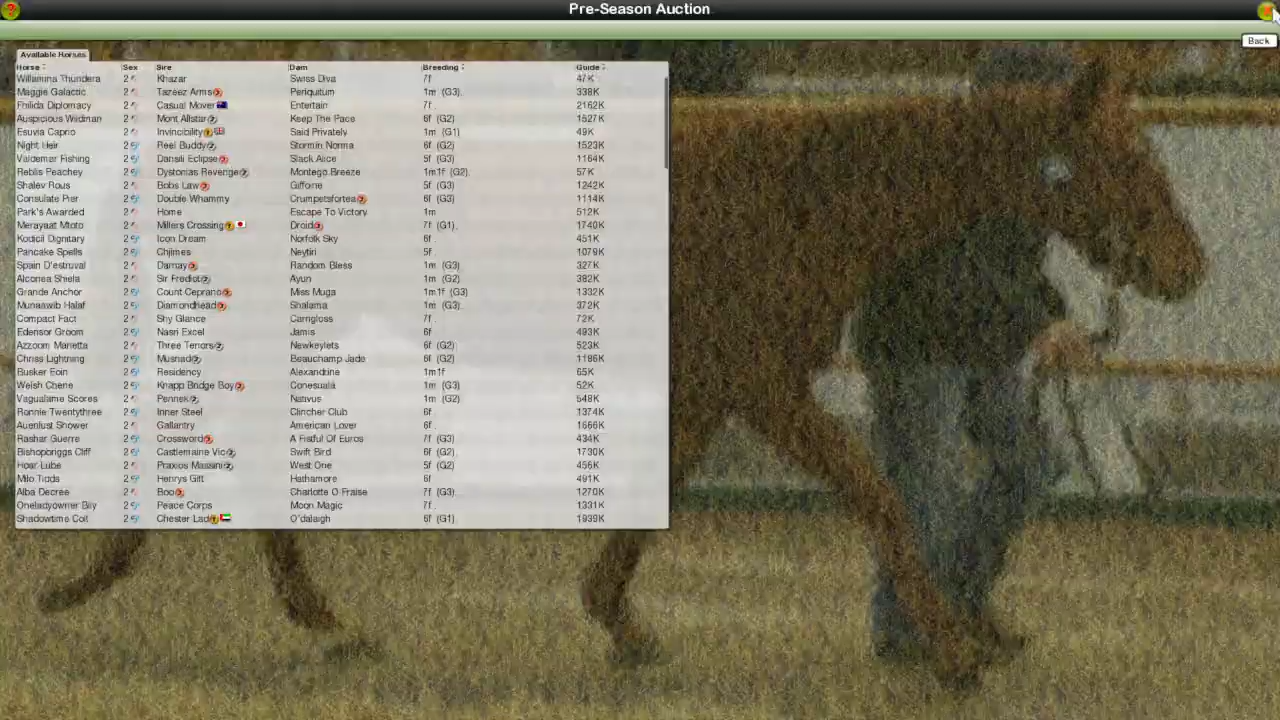 Pre-Season Auction
Back
Available Horses
Horse Sex Sire Dam Breeding Guide
Willamina Thundera 2 Khazar Swiss Diva 7f 47K
Maggie Galactic 2 Tazeez Arms Periquitum 1m (G3) 338K
Philida Diplomacy 2 Casual Mover Entertain 7f 2162K
Auspicious Wildman 2 Mont Allstar Keep The Pace 6f (G2) 1527K
Esuvia Caprio 2 Invincibility Said Privately 1m (G1) 49K
Night Heir 2 Reel Buddy Stormin Norma 6f (G2) 1523K
Valdemar Fishing 2 Dansili Eclipse Slack Alice 5f (G3) 1164K
Reblis Peachey 2 Dystonias Revenge Montego Breeze 1m1f (G2) 57K
Shalev Rous 2 Bobs Law Giffoine 5f (G3) 1242K
Consulate Pier 2 Double Whammy Crumpetsfortea 6f (G3) 1114K
Park's Awarded 2 Home Escape To Victory 1m 512K
Merayaat Mtoto 2 Millers Crossing Droid 7f (G1) 1740K
Kodicil Dignitary 2 Icon Dream Norfolk Sky 6f 451K
Pancake Spells 2 Chjimes Neytiri 5f 1079K
Spain D'estruval 2 Damay Random Bless 1m (G3) 327K
Alconea Shiela 2 Sir Fredlot Ayun 1m (G2) 382K
Grande Anchor 2 Count Ceprano Miss Muga 1m1f (G3) 1332K
Munaawib Halaf 2 Diamondhead Shalama 1m (G3) 372K
Compact Fact 2 Shy Glance Carngloss 7f 72K
Edensor Groom 2 Nasri Excel Jamis 6f 493K
Azzoom Marietta 2 Three Tenors Newkeylets 6f (G2) 523K
Chriss Lightning 2 Musnad Beauchamp Jade 6f (G2) 1186K
Busker Eoin 2 Residency Alexandrine 1m1f 65K
Welsh Cherie 2 Knapp Bridge Boy Conesuala 1m (G3) 52K
Vagualame Scores 2 Pennek Nativus 1m (G2) 548K
Ronnie Twentythree 2 Inner Steel Clincher Club 6f 1374K
Auenlust Shower 2 Gallantry American Lover 6f 1666K
Rashar Guerre 2 Crossword A Fistful Of Euros 7f (G3) 434K
Bishopbriggs Cliff 2 Castlemaine Vic Swift Bird 6f (G2) 1730K
Hoar Lube 2 Praxios Massini West One 5f (G2) 456K
Milo Tidds 2 Henrys Gift Hathamore 6f 491K
Alba Decree 2 Boo Charlotte O Fraise 7f (G3) 1270K
Oneladyowner Billy 2 Peace Corps Moon Magic 7f 1331K
Shadowtime Colt 2 Chester Lad O'dalaigh 6f (G1) 1939K